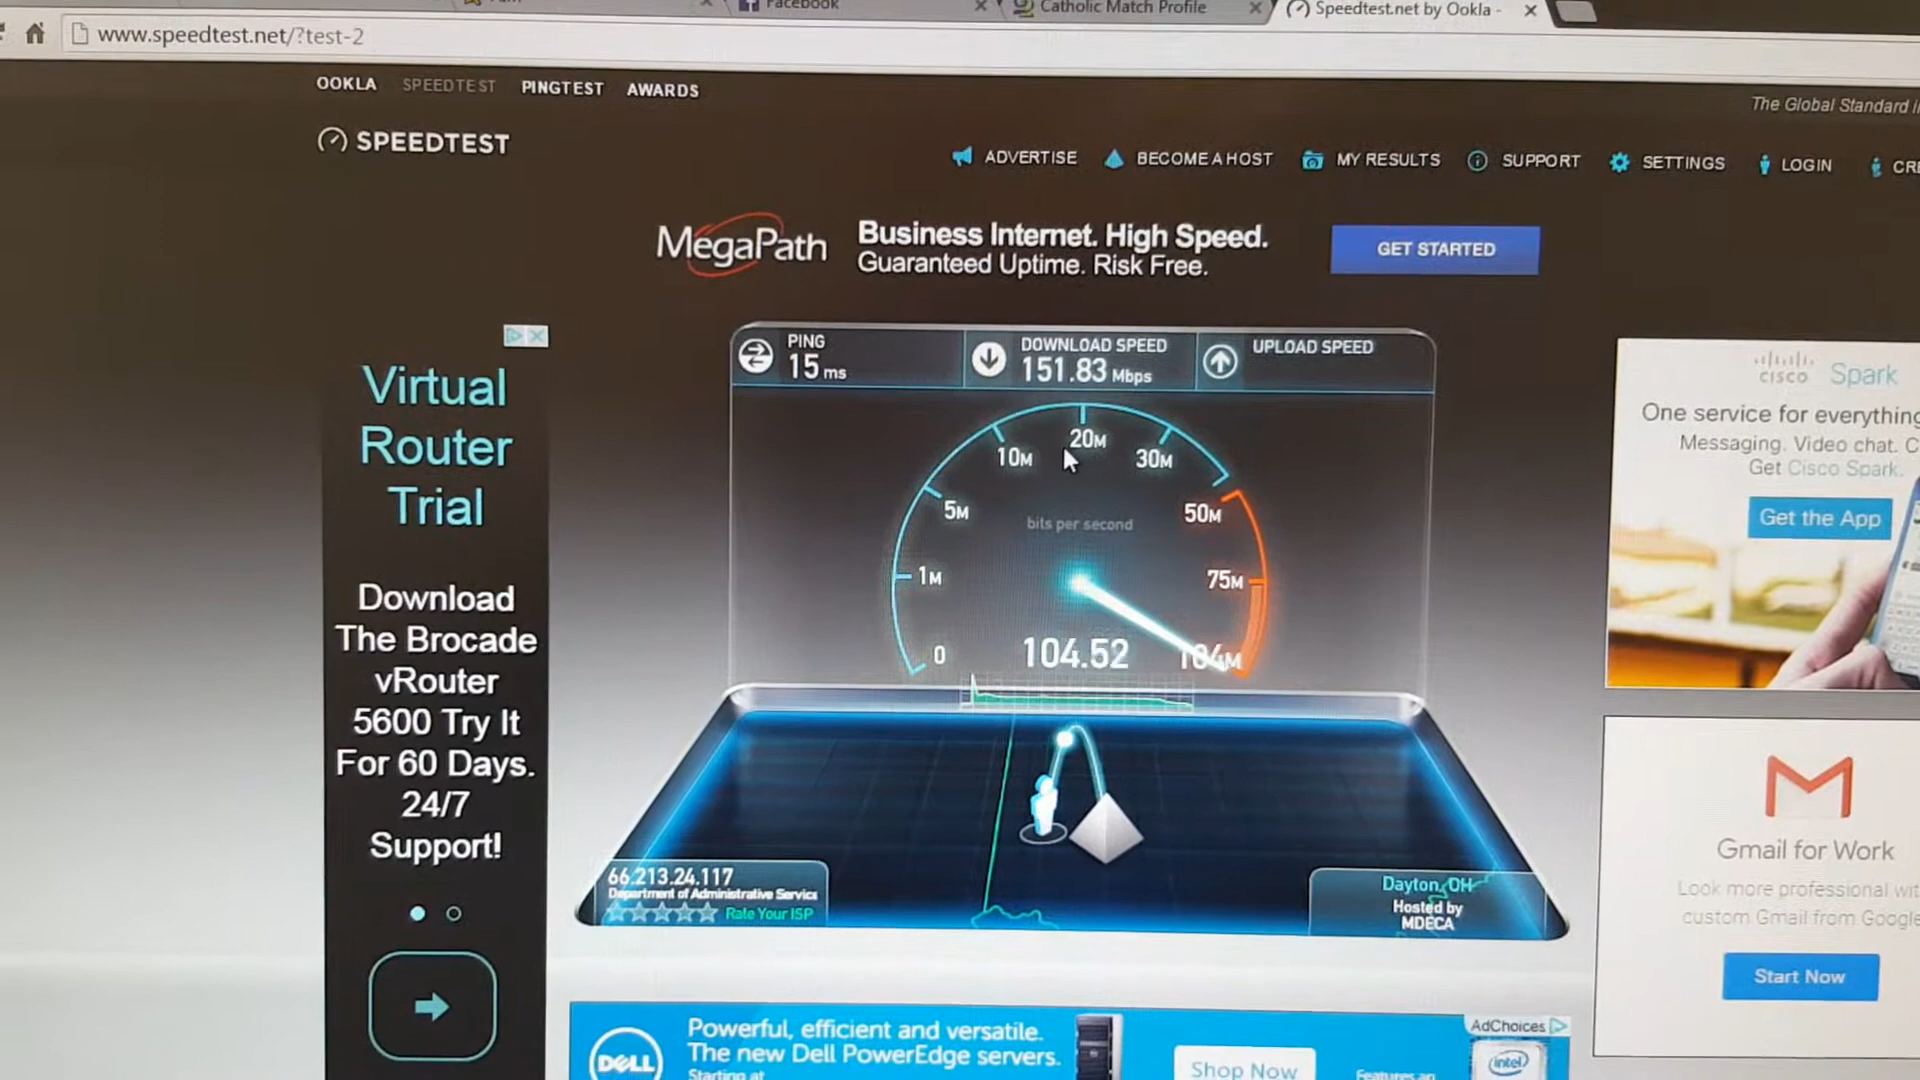 Facebook
Catholic Match Profile
Speedtest.net by Ookla -
www.speedtest.net/?test-2
OOKLA SPEEDTEST PINGTEST AWARDS
The Global Standard i
SPEEDTEST
ADVERTISE BECOME A HOST MY RESULTS SUPPORT SETTINGS LOGIN CRE
MegaPath
Business Internet. High Speed.
Guaranteed Uptime. Risk Free.
GET STARTED
PING
15 ms
DOWNLOAD SPEED
151.83 Mbps
UPLOAD SPEED
Virtual
Router
Trial
Download
The Brocade
vRouter
5600 Try It
For 60 Days.
24/7
Support!
20M
10M 30M
5M 50M
bits per second
1M 75M
0 104.52 104M
66.213.24.117
Department of Administrative Service
Rate Your ISP
Dayton, OH
Hosted by
MDECA
CISCO Spark
One service for everything
Messaging. Video chat. C
Get Cisco Spark.
Get the App
Gmail for Work
Look more professional wit
custom Gmail from Google
Start Now
DELL
Powerful, efficient and versatile.
The new Dell PowerEdge servers.
Starting at
Shop Now
AdChoices
intel
Features an